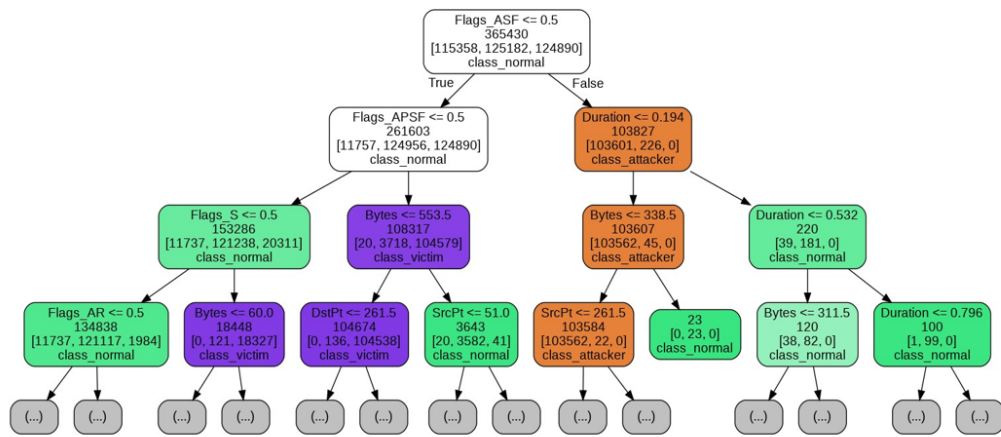 Flags_ASF <= 0.5
365430
[115358, 125182, 124890]
class_normal
True
False
Flags_APSF <= 0.5
261603
[11757, 124956, 124890]
class_normal
Duration <= 0.194
103827
[103601, 226, 0]
class_attacker
Flags_S <= 0.5
153286
[11737, 121238, 20311]
class_normal
Bytes <= 553.5
108317
[20, 3718, 104579]
class_victim
Bytes <= 338.5
103607
[103562, 45, 0]
class_attacker
Duration <= 0.532
220
[39, 181, 0]
class_normal
Flags_AR <= 0.5
134838
[11737, 121117, 1984]
class_normal
Bytes <= 60.0
18448
[0, 121, 18327]
class_victim
DstPt <= 261.5
104674
[0, 136, 104538]
class_victim
SrcPt <= 51.0
3643
[20, 3582, 41]
class_normal
SrcPt <= 261.5
103584
[103562, 22, 0]
class_attacker
23
[0, 23, 0]
class_normal
Bytes <= 311.5
120
[38, 82, 0]
class_normal
Duration <= 0.796
100
[1, 99, 0]
class_normal
(...)
(...)
(...)
(...)
(...)
(...)
(...)
(...)
(...)
(...)
(...)
(...)
(...)
(...)